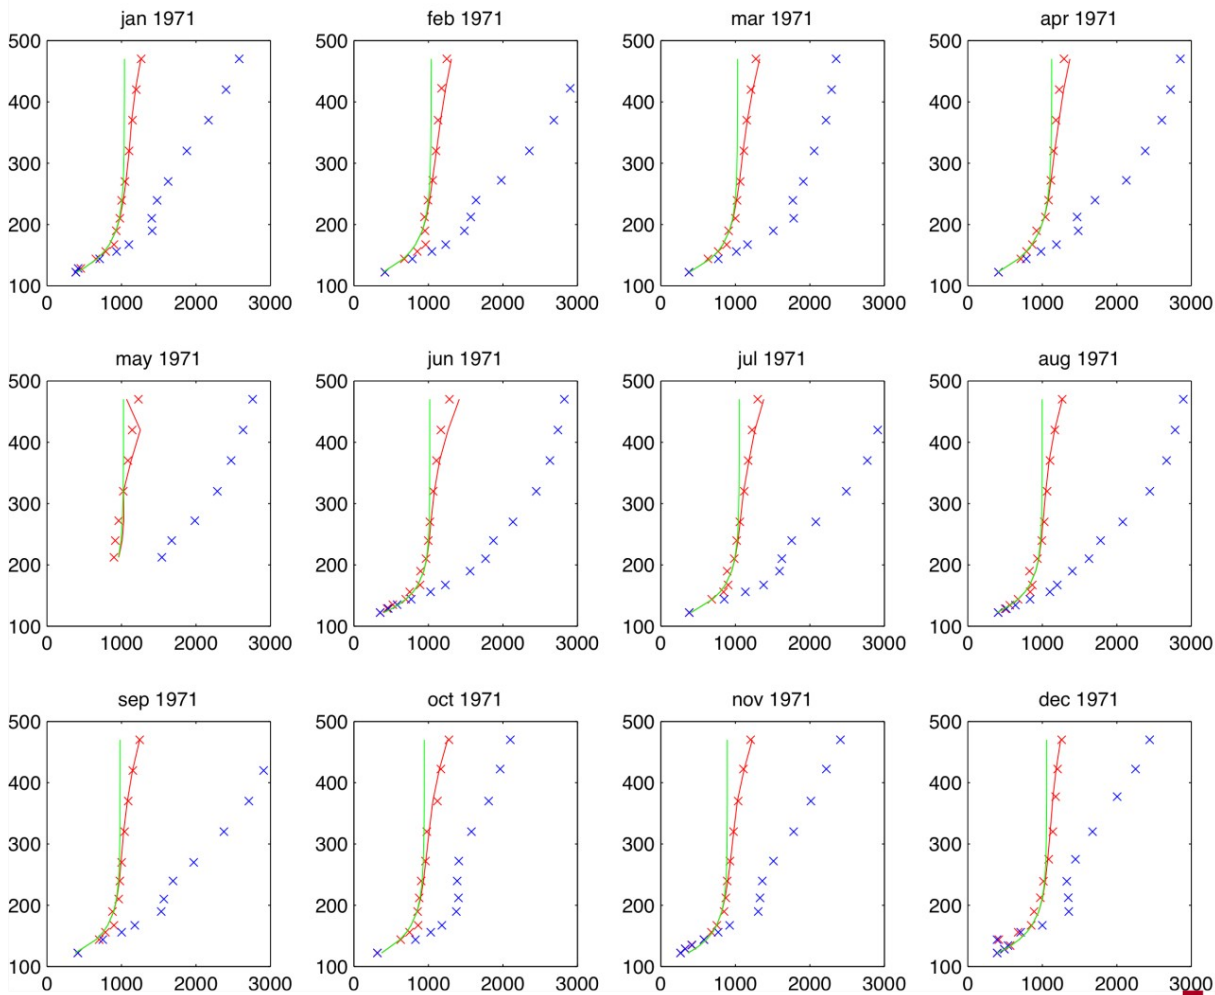 jan 1971 feb 1971 mar 1971 apr 1971
500 500 500 500
400 400 400 400
300 300 300 300
200 200 200 200
100 100 100 100
0 1000 2000 3000 0 1000 2000 3000 0 1000 2000 3000 0 1000 2000 3000
may 1971 jun 1971 jul 1971 aug 1971
500 500 500 500
400 400 400 400
300 300 300 300
200 200 200 200
100 100 100 100
0 1000 2000 3000 0 1000 2000 3000 0 1000 2000 3000 0 1000 2000 3000
sep 1971 oct 1971 nov 1971 dec 1971
500 500 500 500
400 400 400 400
300 300 300 300
200 200 200 200
100 100 100 100
0 1000 2000 3000 0 1000 2000 3000 0 1000 2000 3000 0 1000 2000 3000